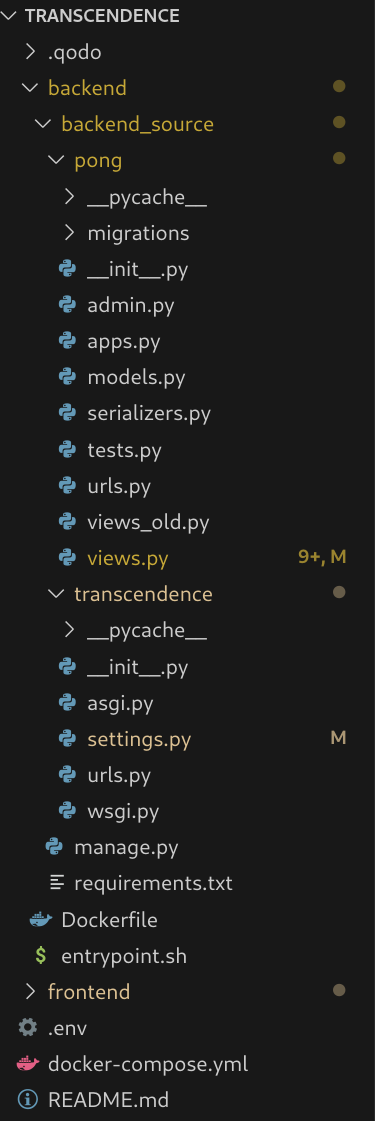 TRANSCENDENCE
.qodo
backend
backend_source
pong
__pycache__
migrations
__init__.py
admin.py
apps.py
models.py
serializers.py
tests.py
urls.py
views_old.py
views.py 9+, M
transcendence
__pycache__
__init__.py
asgi.py
settings.py M
urls.py
wsgi.py
manage.py
requirements.txt
Dockerfile
$ entrypoint.sh
frontend
.env
docker-compose.yml
README.md